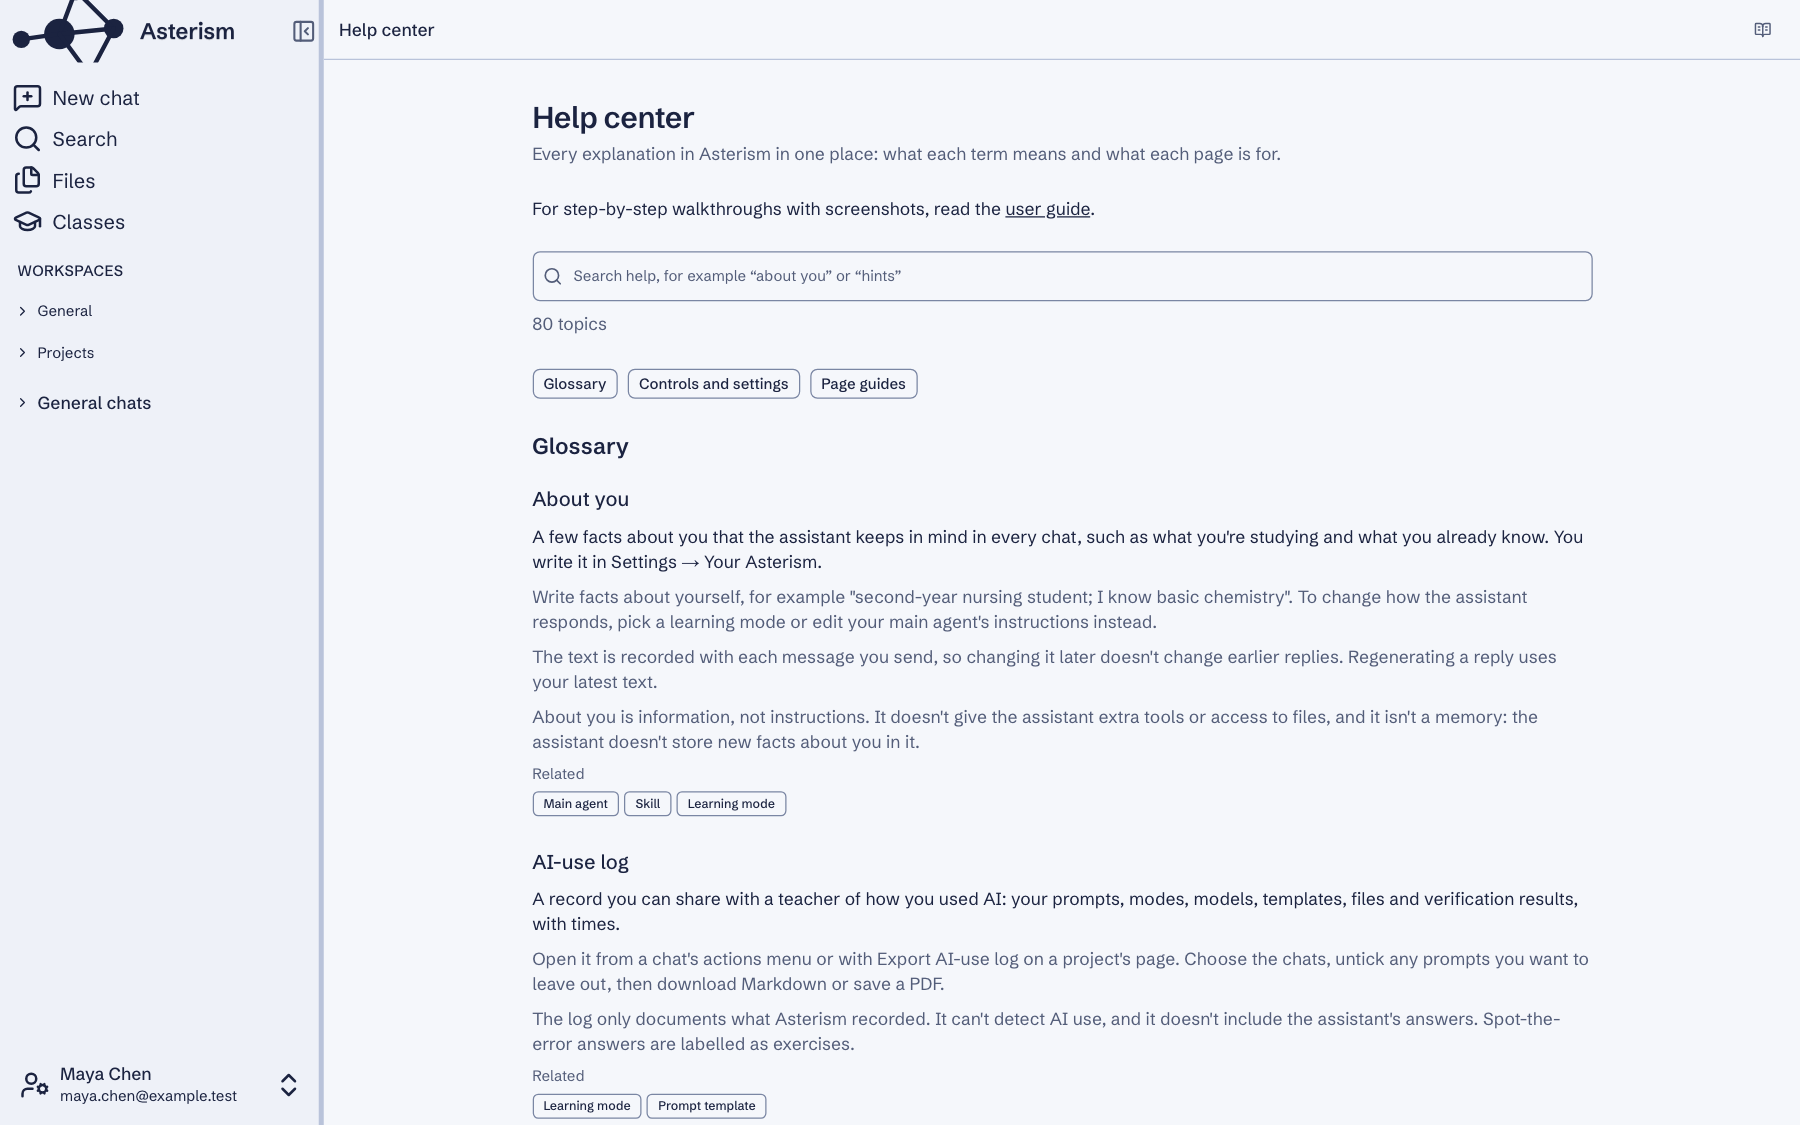 Asterism
New chat
Search
Files
Classes
WORKSPACES
General
Projects
General chats
Maya Chen
maya.chen@example.test
Help center
Help center
Every explanation in Asterism in one place: what each term means and what each page is for.
For step-by-step walkthroughs with screenshots, read the user guide.
Search help, for example “about you” or “hints”
80 topics
Glossary
Controls and settings
Page guides
Glossary
About you
A few facts about you that the assistant keeps in mind in every chat, such as what you're studying and what you already know. You
write it in Settings → Your Asterism.
Write facts about yourself, for example "second-year nursing student; I know basic chemistry". To change how the assistant
responds, pick a learning mode or edit your main agent's instructions instead.
The text is recorded with each message you send, so changing it later doesn't change earlier replies. Regenerating a reply uses
your latest text.
About you is information, not instructions. It doesn't give the assistant extra tools or access to files, and it isn't a memory: the
assistant doesn't store new facts about you in it.
Related
Main agent
Skill
Learning mode
AI-use log
A record you can share with a teacher of how you used AI: your prompts, modes, models, templates, files and verification results,
with times.
Open it from a chat's actions menu or with Export AI-use log on a project's page. Choose the chats, untick any prompts you want to
leave out, then download Markdown or save a PDF.
The log only documents what Asterism recorded. It can't detect AI use, and it doesn't include the assistant's answers. Spot-the-
error answers are labelled as exercises.
Related
Learning mode
Prompt template